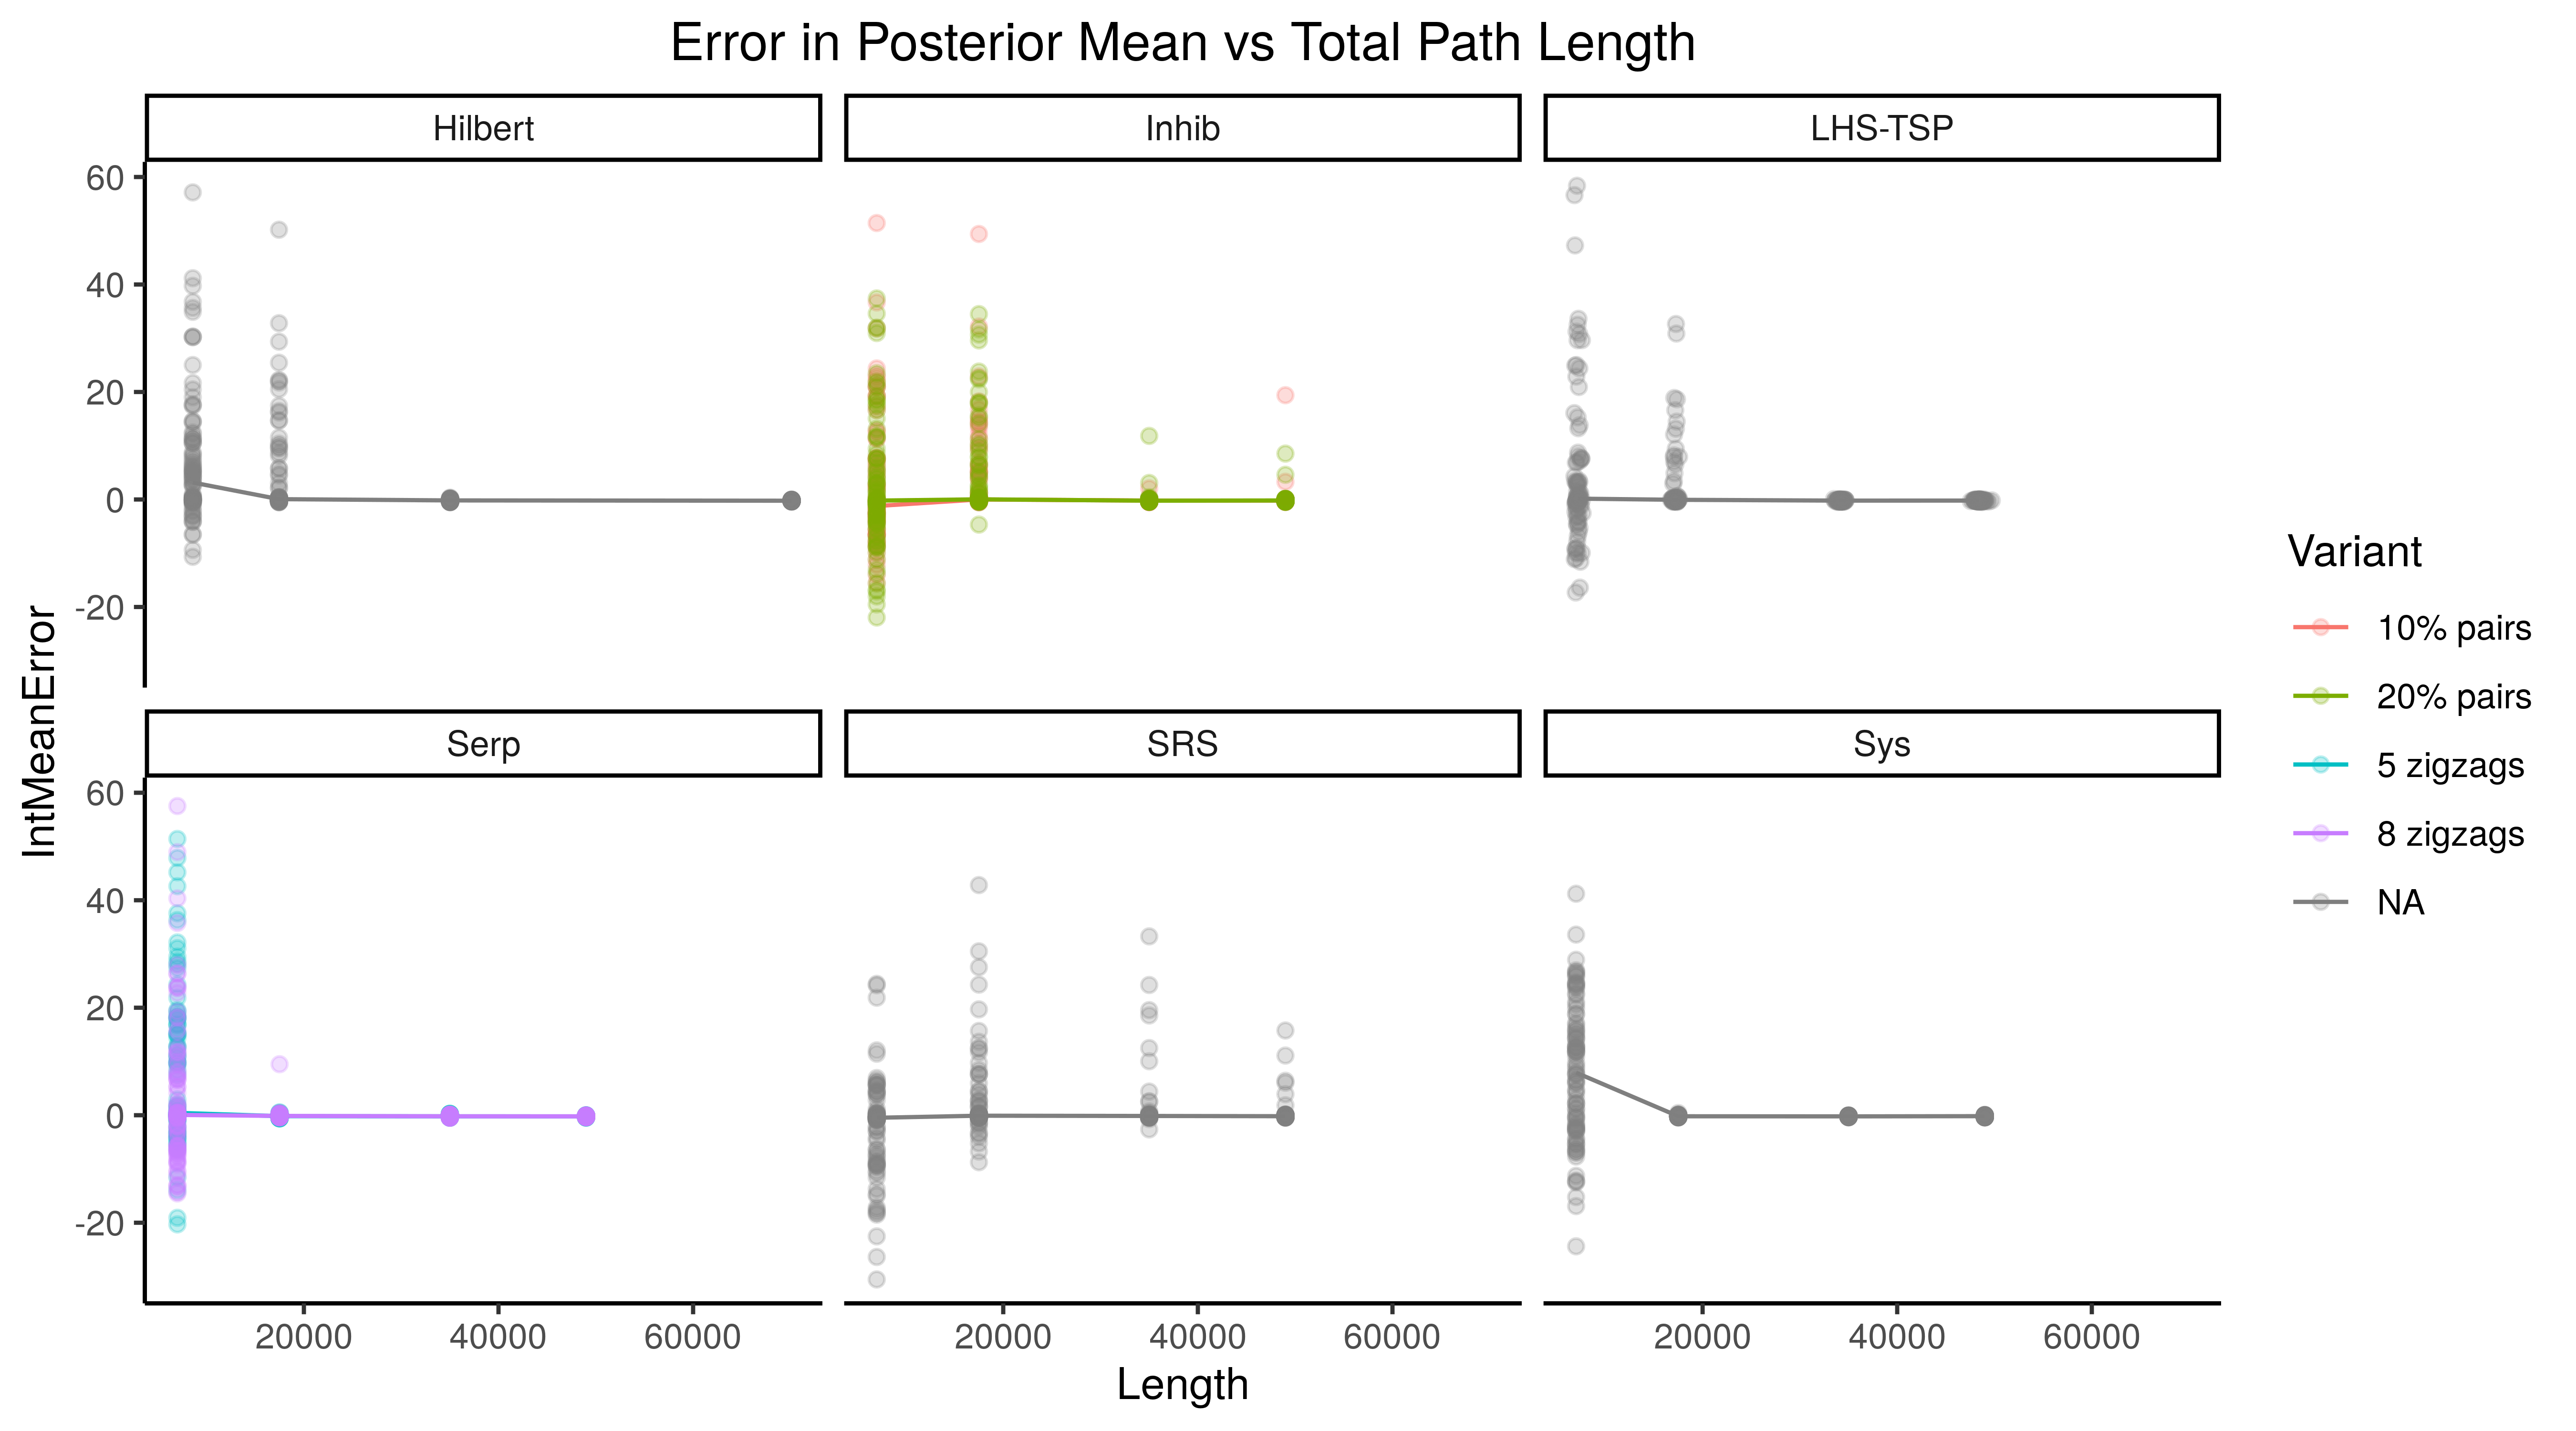 Error in Posterior Mean vs Total Path Length
Hilbert
Inhib
LHS-TSP
60
40
20
0
-20
Serp
SRS
Sys
60
40
20
0
-20
20000 40000 60000
20000 40000 60000
20000 40000 60000
Length
IntMeanError
Variant
10% pairs
20% pairs
5 zigzags
8 zigzags
NA